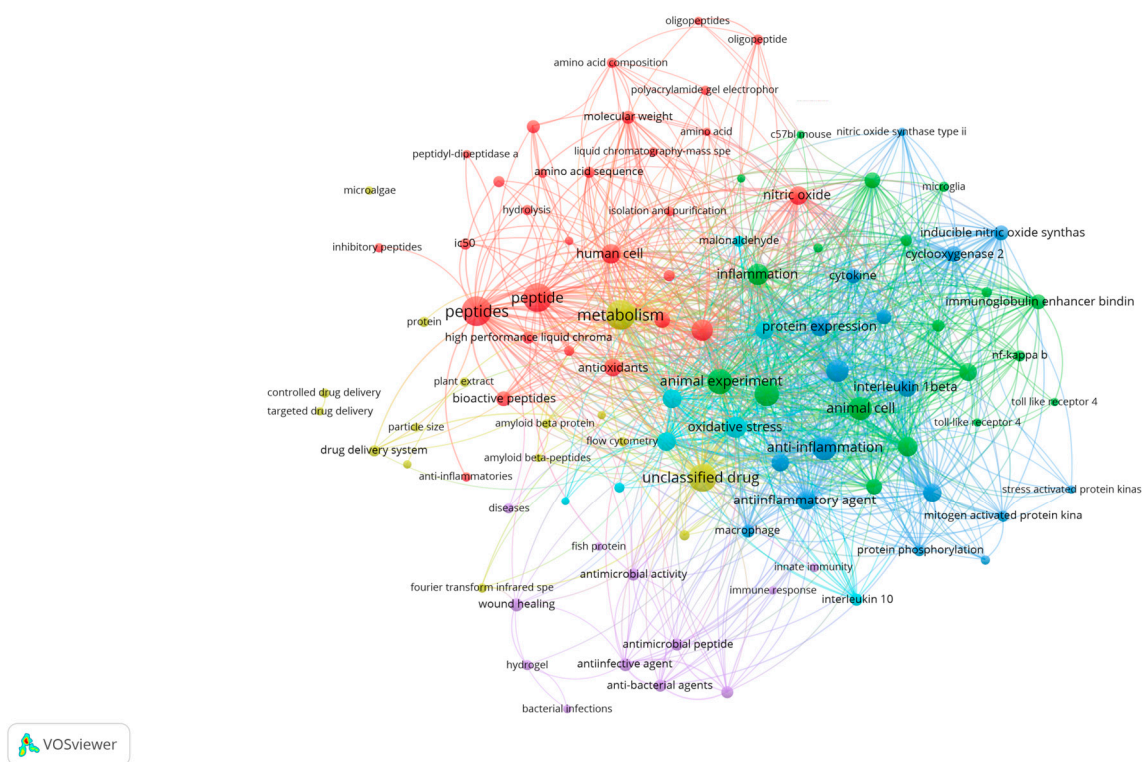 oligopeptides
oligopeptide
amino acid composition
polyacrylamide gel electrophor
molecular weight
amino acid
c57bl mouse
nitric oxide synthase type ii
peptidyl-dipeptidase a
liquid chromatography-mass spe
amino acid sequence
microalgae
microglia
nitric oxide
hydrolysis
isolation and purification
inducible nitric oxide synthas
malonaldehyde
ic50
inhibitory peptides
human cell
cyclooxygenase 2
inflammation
cytokine
peptide
immunoglobulin enhancer bindin
peptides
metabolism
protein
protein expression
high performance liquid chroma
nf-kappa b
antioxidants
plant extract
animal experiment
interleukin 1beta
controlled drug delivery
bioactive peptides
toll like receptor 4
targeted drug delivery
animal cell
amyloid beta protein
toll-like receptor 4
particle size
oxidative stress
flow cytometry
drug delivery system
anti-inflammation
amyloid beta-peptides
anti-inflammatories
unclassified drug
stress activated protein kinas
antiinflammatory agent
diseases
mitogen activated protein kina
macrophage
fish protein
protein phosphorylation
antimicrobial activity
innate immunity
fourier transform infrared spe
immune response
wound healing
interleukin 10
antimicrobial peptide
hydrogel
antiinfective agent
anti-bacterial agents
bacterial infections
VOSviewer